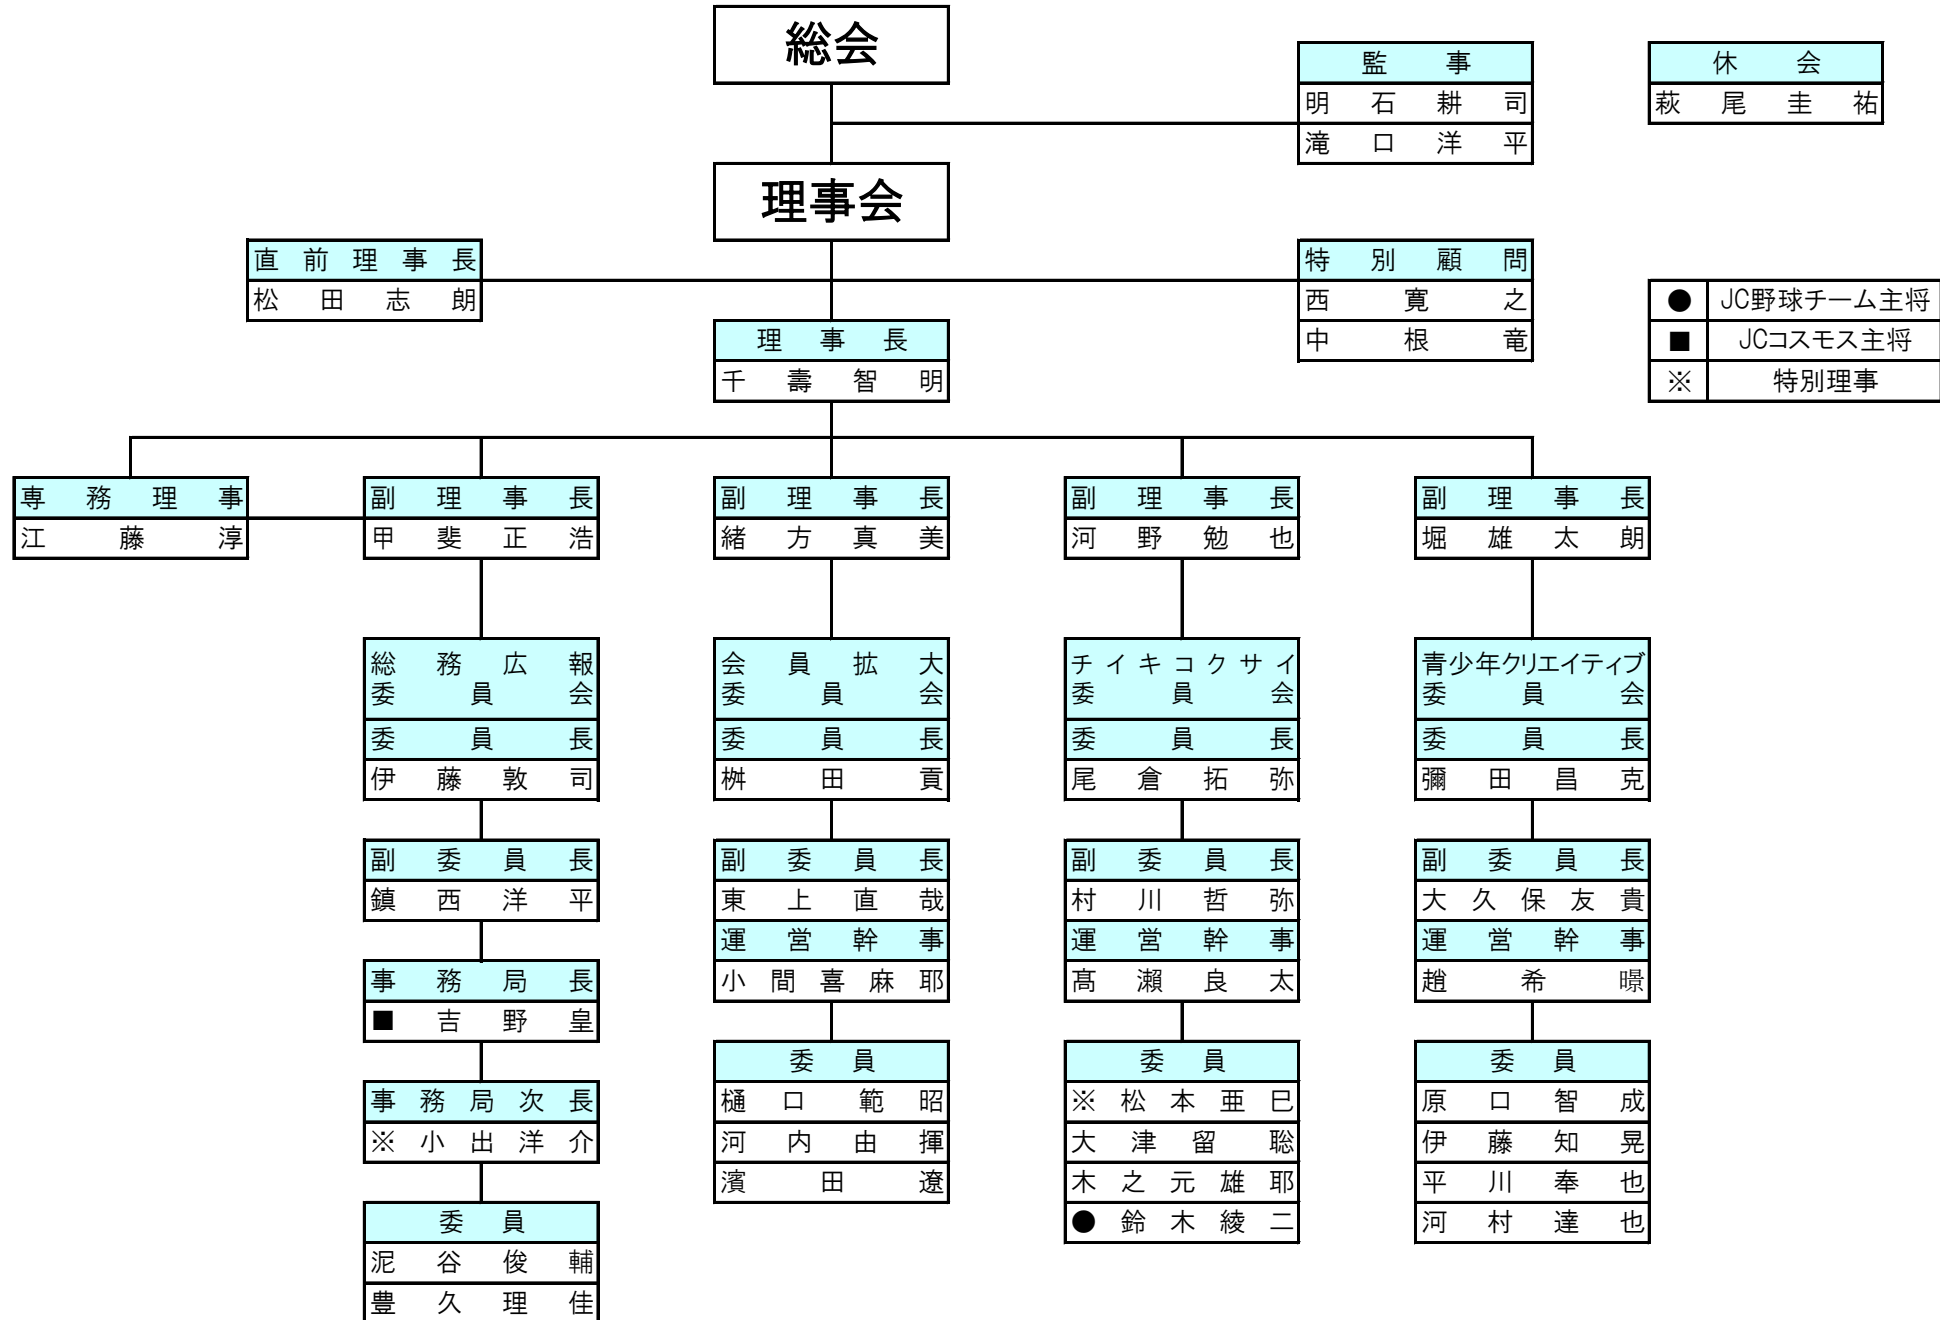 総会
監事
明石耕司
滝口洋平
休会
萩尾圭祐
理事会
直前理事長
松田志朗
特別顧問
西寛之
中根竜
● JC野球チーム主将
■ JCコスモス主将
※ 特別理事
理事長
千壽智明
専務理事
江藤淳
副理事長
甲斐正浩
副理事長
緒方真美
副理事長
河野勉也
副理事長
堀雄太朗
総務広報
委員会
委員長
伊藤敦司
副委員長
鎮西洋平
事務局長
■吉野皇
事務局次長
※小出洋介
委員
泥谷俊輔
豊久理佳
会員拡大
委員会
委員長
桝田貢
副委員長
東上直哉
運営幹事
小間喜麻耶
委員
樋口範昭
河内由揮
濱田遼
チイキコクサイ
委員会
委員長
尾倉拓弥
副委員長
村川哲弥
運営幹事
髙瀨良太
委員
※松本亜巳
大津留聡
木之元雄耶
●鈴木綾二
青少年クリエイティブ
委員会
委員長
彌田昌克
副委員長
大久保友貴
運営幹事
趙希暻
委員
原口智成
伊藤知晃
平川奉也
河村達也